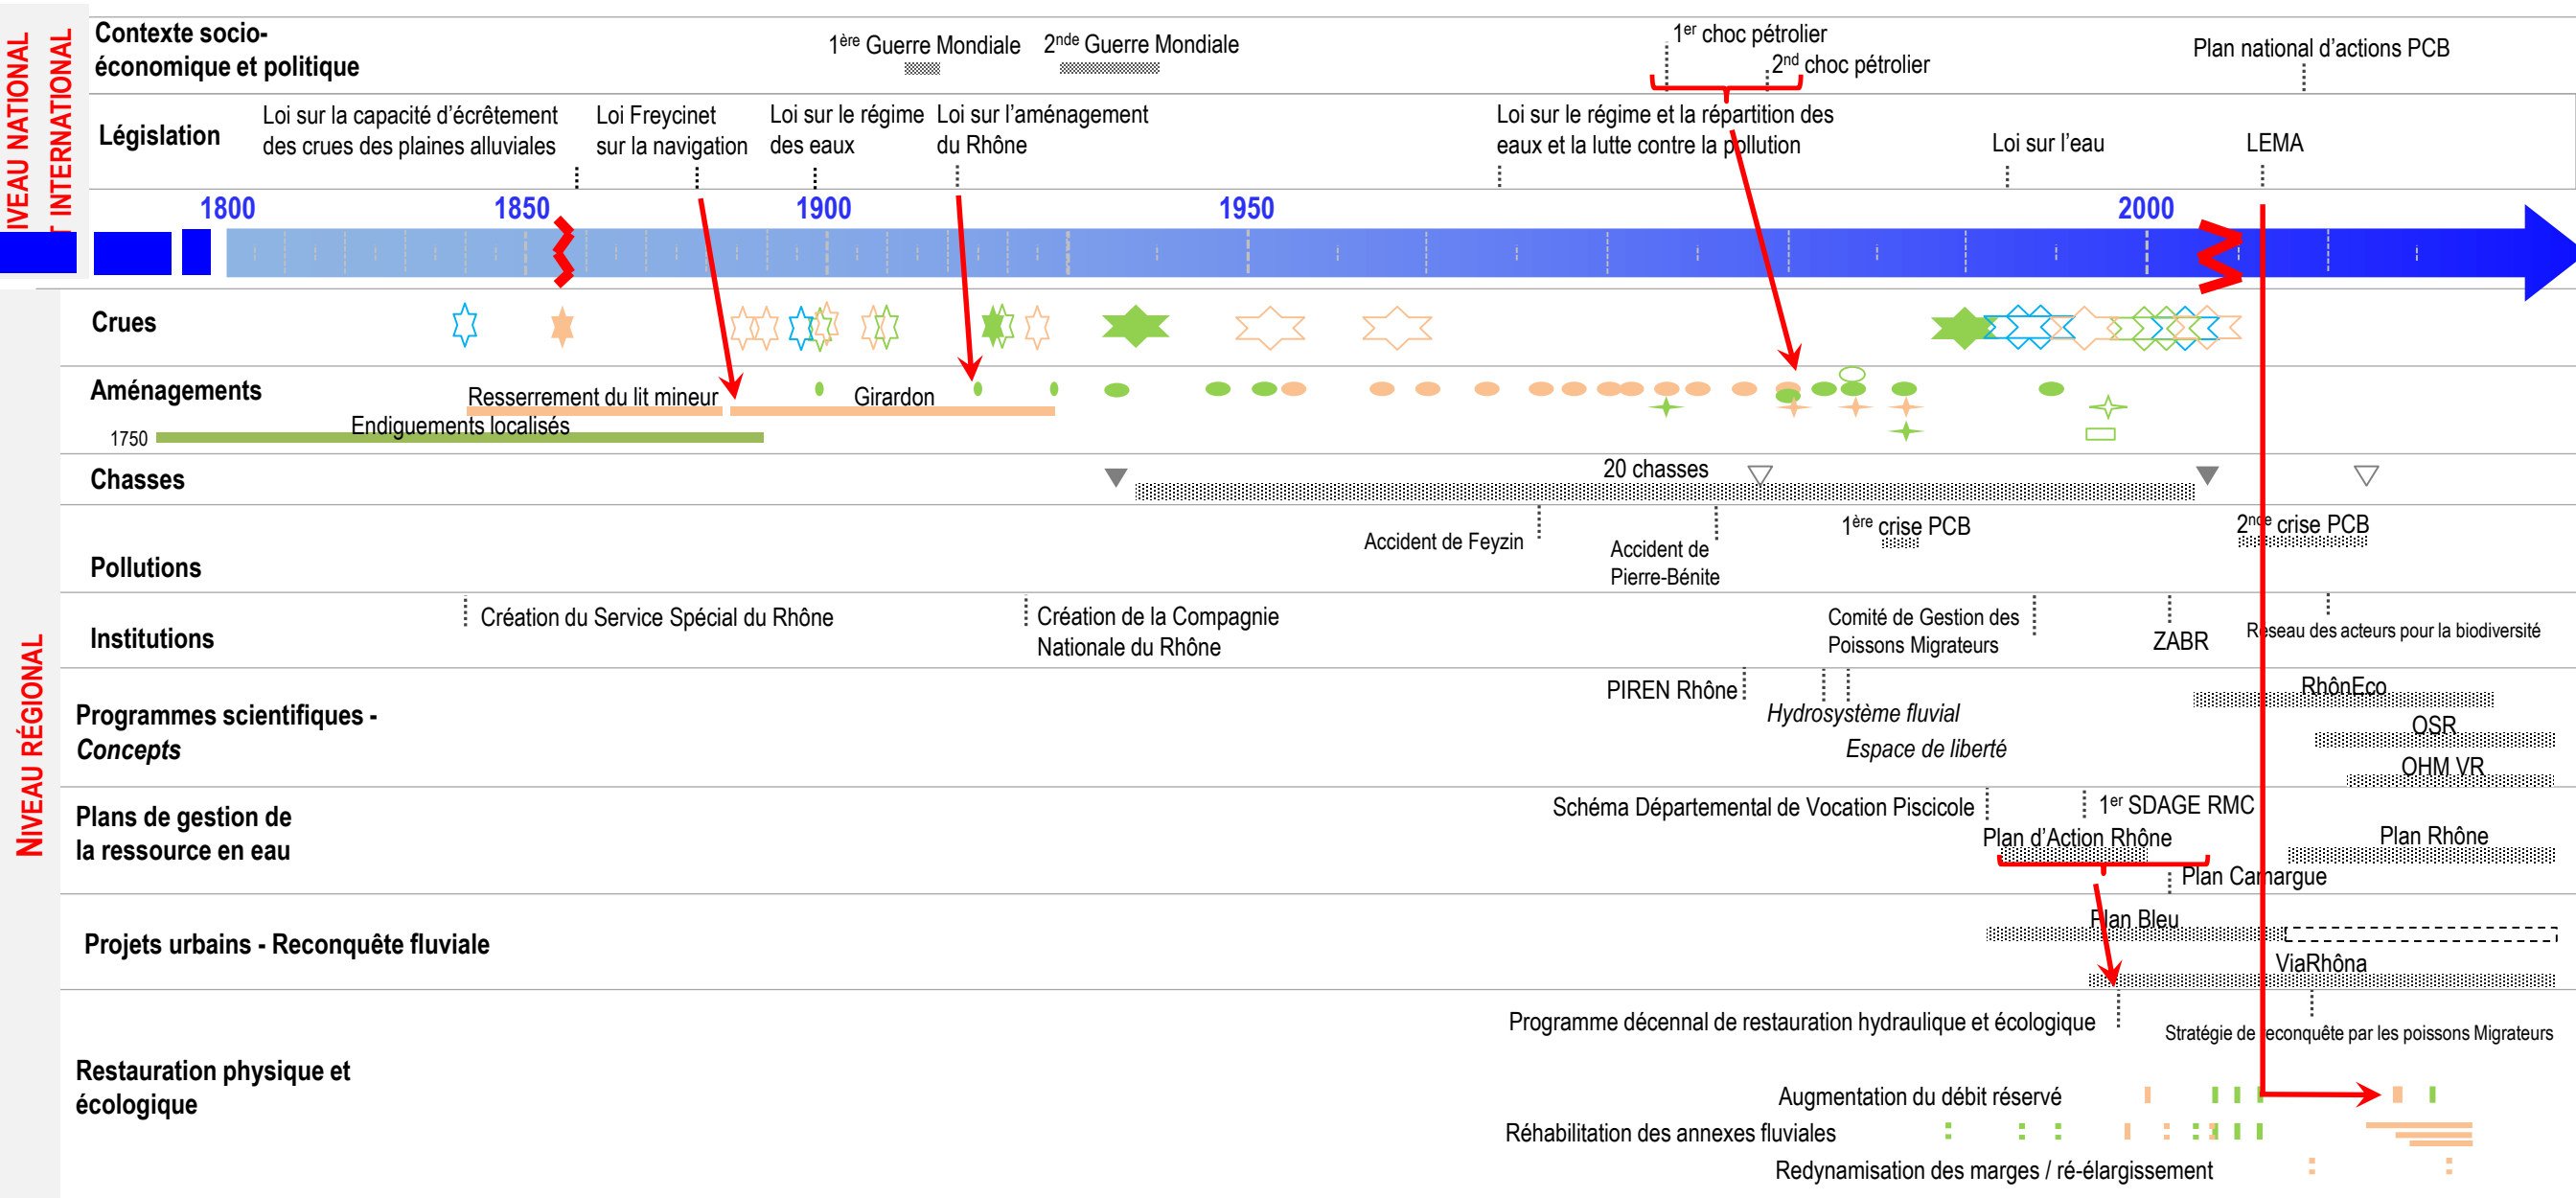 NIVEAU NATIONAL
ET INTERNATIONAL
Contexte socio-
économique et politique
1ère Guerre Mondiale
2nde Guerre Mondiale
1er choc pétrolier
2nd choc pétrolier
Plan national d'actions PCB
Législation
Loi sur la capacité d'écrêtement
des crues des plaines alluviales
Loi Freycinet
sur la navigation
Loi sur le régime
des eaux
Loi sur l'aménagement
du Rhône
Loi sur le régime et la répartition des
eaux et la lutte contre la pollution
Loi sur l'eau
LEMA
1800
1850
1900
1950
2000
NIVEAU RÉGIONAL
Crues
Aménagements
Resserrement du lit mineur
Girardon
Endiguements localisés
1750
Chasses
20 chasses
Pollutions
Accident de Feyzin
Accident de
Pierre-Bénite
1ère crise PCB
2nde crise PCB
Institutions
Création du Service Spécial du Rhône
Création de la Compagnie
Nationale du Rhône
Comité de Gestion des
Poissons Migrateurs
ZABR
Réseau des acteurs pour la biodiversité
Programmes scientifiques -
Concepts
PIREN Rhône
Hydrosystème fluvial
Espace de liberté
RhônEco
OSR
OHM VR
Plans de gestion de
la ressource en eau
Schéma Départemental de Vocation Piscicole
1er SDAGE RMC
Plan d'Action Rhône
Plan Rhône
Plan Camargue
Projets urbains - Reconquête fluviale
Plan Bleu
ViaRhôna
Restauration physique et
écologique
Programme décennal de restauration hydraulique et écologique
Stratégie de reconquête par les poissons Migrateurs
Augmentation du débit réservé
Réhabilitation des annexes fluviales
Redynamisation des marges / ré-élargissement